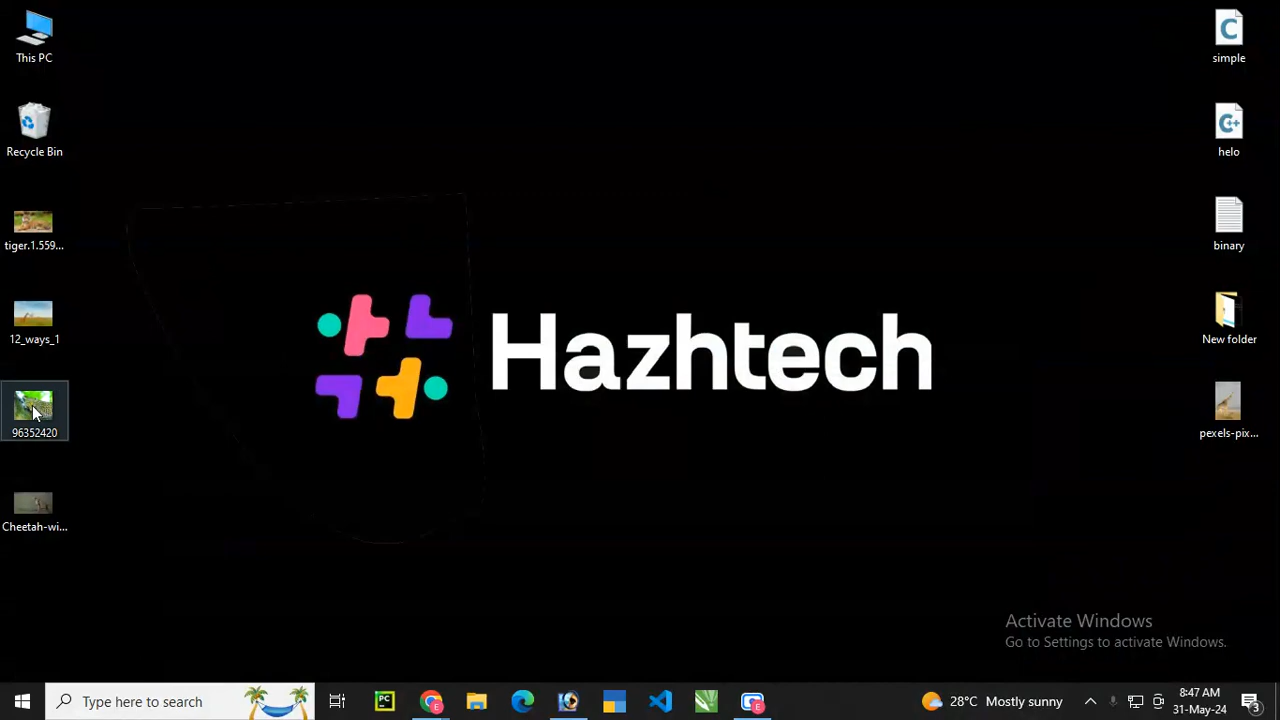 This PC
Recycle Bin
tiger.1.559...
12_ways_1
96352420
Cheetah-wi...
simple
helo
binary
New folder
pexels-pix...
Hazhtech
Activate Windows
Go to Settings to activate Windows.
Type here to search
PC
28°C Mostly sunny
8:47 AM
31-May-24
3